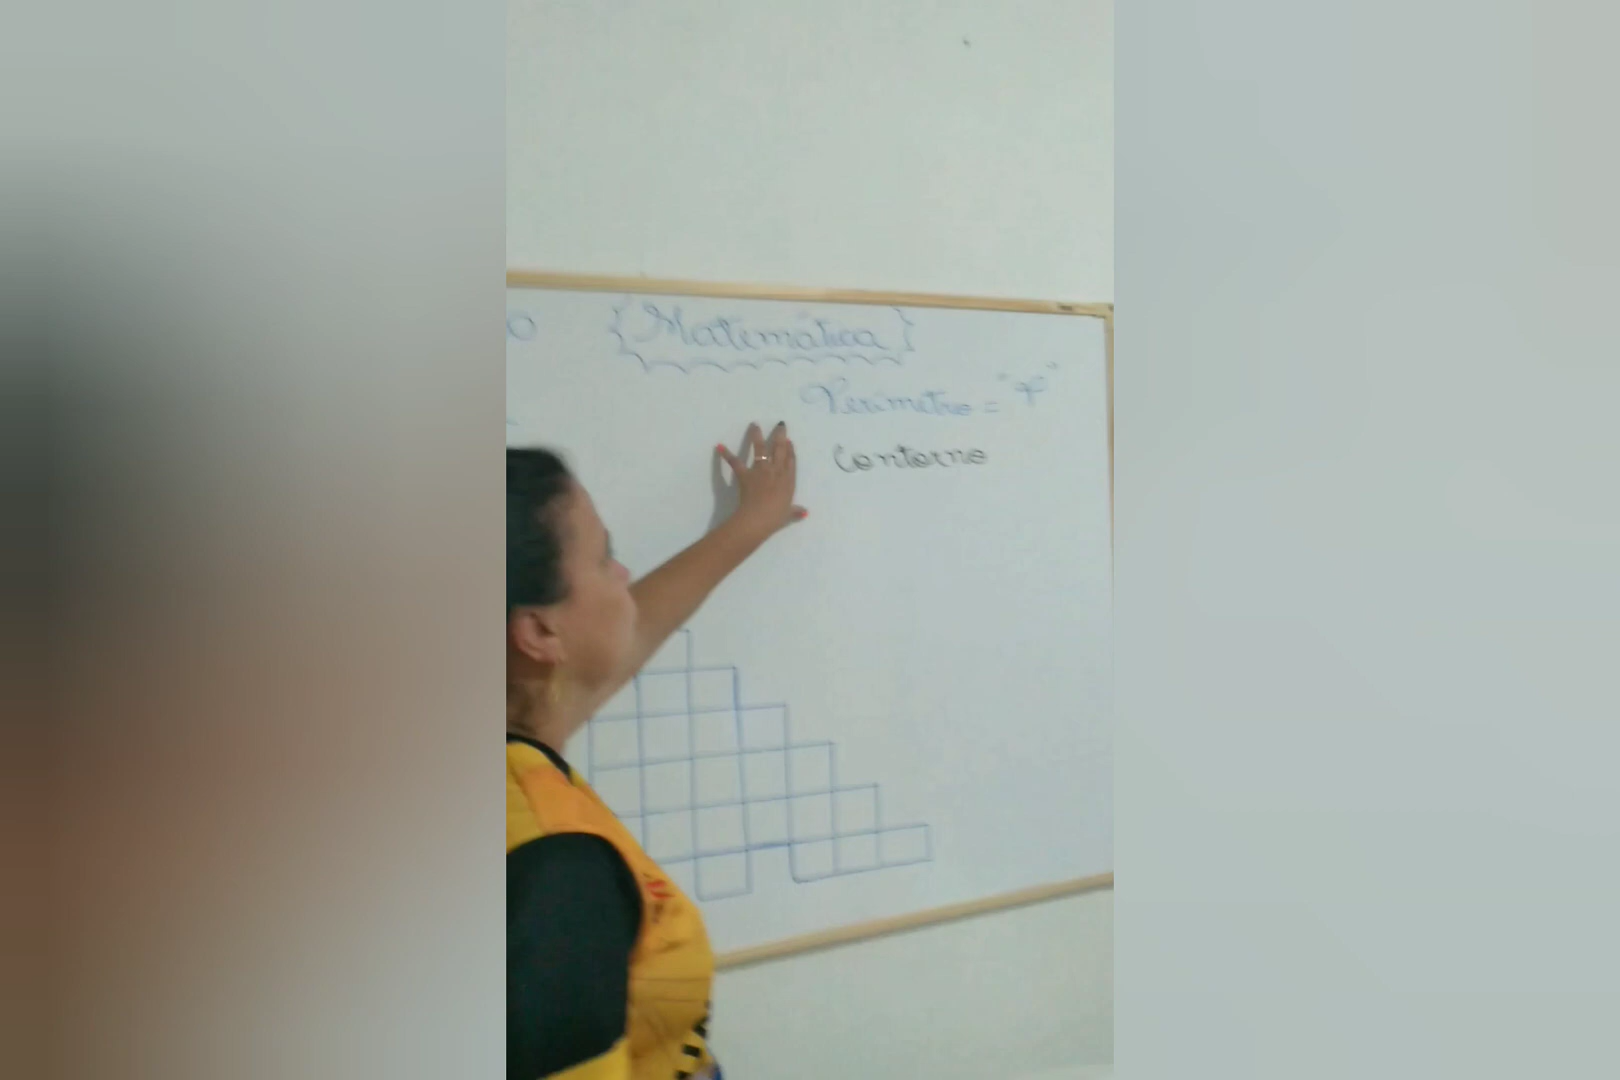 {Matemática}
Perímetro = "P"
Contorno